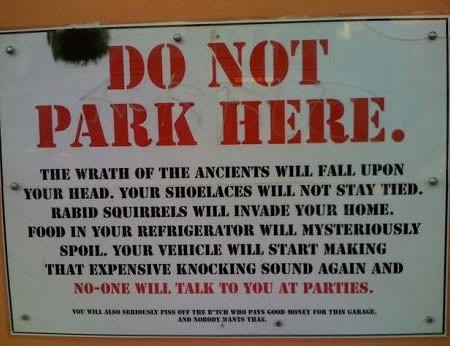 DO NOT
PARK HERE.
THE WRATH OF THE ANCIENTS WILL FALL UPON
YOUR HEAD. YOUR SHOELACES WILL NOT STAY TIED.
RABID SQUIRRELS WILL INVADE YOUR HOME.
FOOD IN YOUR REFRIGERATOR WILL MYSTERIOUSLY
SPOIL. YOUR VEHICLE WILL START MAKING
THAT EXPENSIVE KNOCKING SOUND AGAIN AND
NO-ONE WILL TALK TO YOU AT PARTIES.
YOU WILL ALSO SERIOUSLY PISS OFF THE B*TCH WHO PAYS GOOD MONEY FOR THIS GARAGE.
AND NOBODY WANTS THAT.